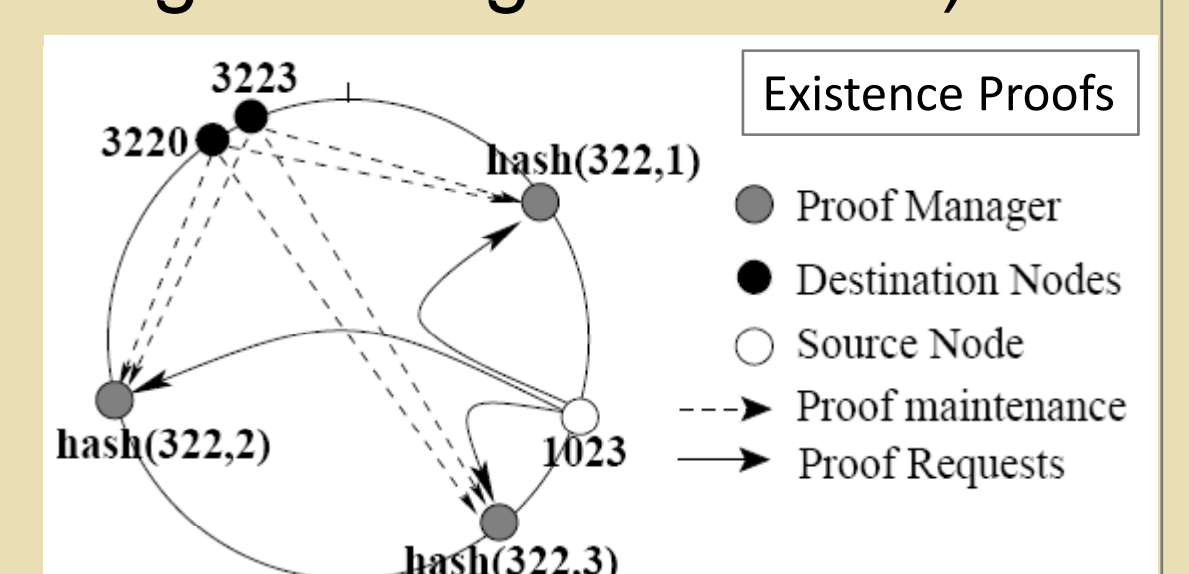 3223
Existence Proofs
3220
hash(322,1)
Proof Manager
Destination Nodes
Source Node
Proof maintenance
hash(322,2)
1023
Proof Requests
hash(322,3)